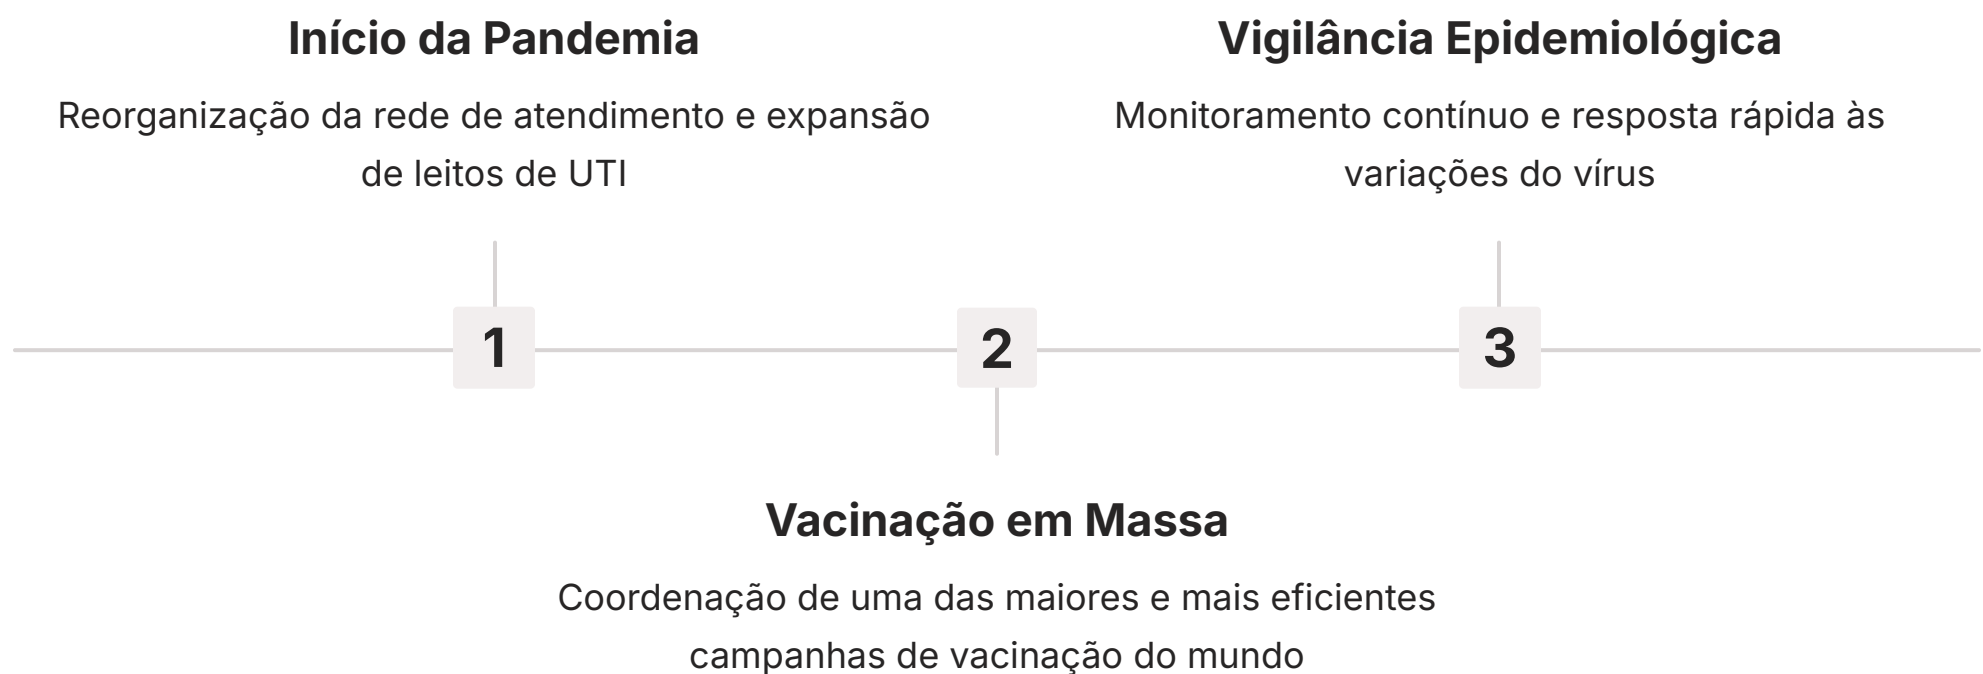 Início da Pandemia
Reorganização da rede de atendimento e expansão
de leitos de UTI
1
2
Vacinação em Massa
Coordenação de uma das maiores e mais eficientes
campanhas de vacinação do mundo
Vigilância Epidemiológica
Monitoramento contínuo e resposta rápida às
variações do vírus
3